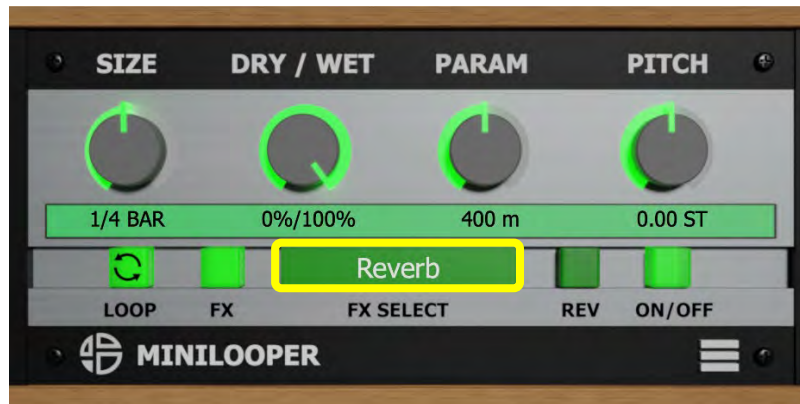 SIZE DRY / WET PARAM PITCH
1/4 BAR 0%/100% 400 m 0.00 ST
Reverb
LOOP FX FX SELECT REV ON/OFF
MINILOOPER